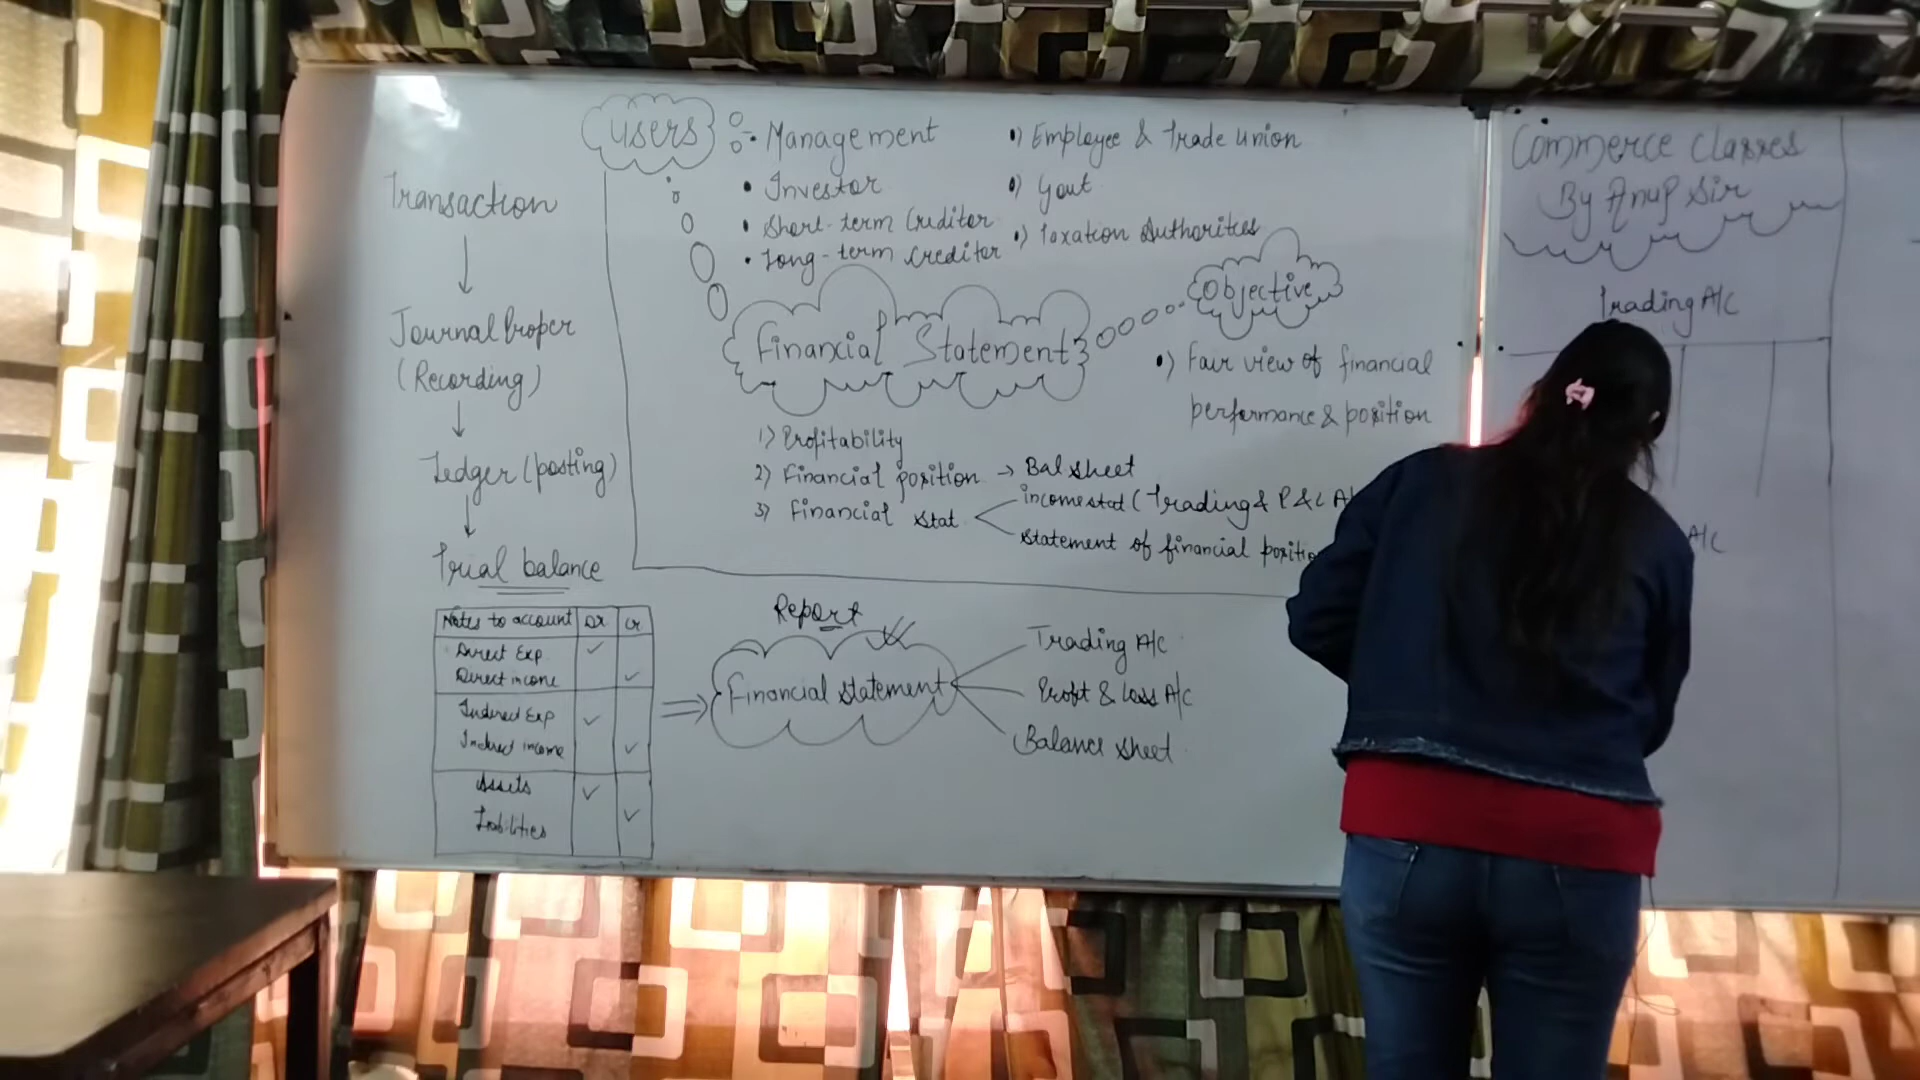 Users
Management
Investor
Short-term Creditor
Long-term Creditor
Employee & Trade union
Govt
Taxation Authorities
Transaction
Journal Proper
(Recording)
Ledger (posting)
Trial balance
Financial Statement
Objective
Fair view of financial
performance & position
1) Profitability
2) Financial position → Bal sheet
3) Financial stat
income stat (Trading & P & L A/
statement of financial positio
Notes to account Dr Cr
Direct Exp. ✓
Direct income ✓
Indirect Exp ✓
Indirect income ✓
Assets ✓
Liabilities ✓
Report
Financial statement
Trading A/c
Profit & Loss A/c
Balance sheet
Commerce Classes
By Anup Sir
Trading A/c
A/c